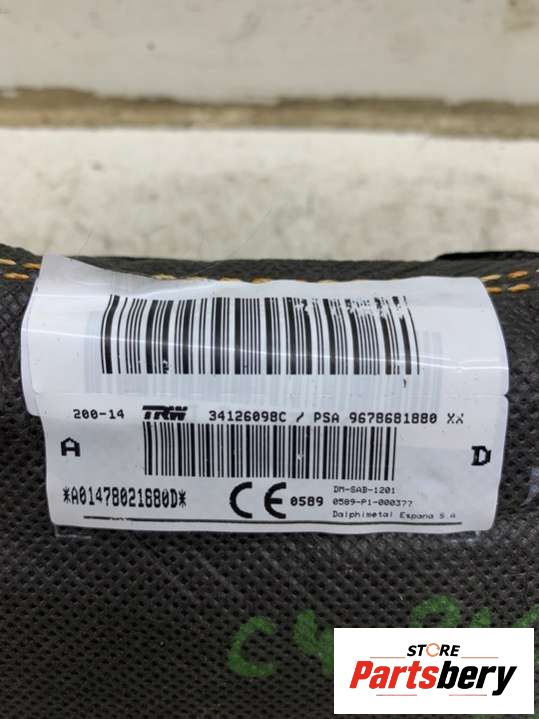 200-14 TRW 34126098C / PSA 9678681880 XX
A D
*A01478021880D*
CE 0589
DM-SAB-1201
0589-P1-000377
Dalphimetal Espana S.A
STORE
Partsbery